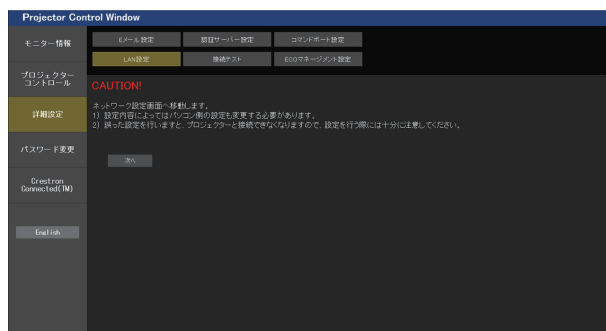 Projector Control Window
モニター情報
プロジェクター
コントロール
詳細設定
パスワード変更
Crestron
Connected(TM)
English
Eメール設定
認証サーバー設定
コマンドポート設定
LAN設定
接続テスト
ECOマネージメント設定
CAUTION!
ネットワーク設定画面へ移動します。
1) 設定内容によってはパソコン側の設定も変更する必要があります。
2) 誤った設定を行いますと、プロジェクターと接続できなくなりますので、設定を行う際には十分に注意してください。
次へ